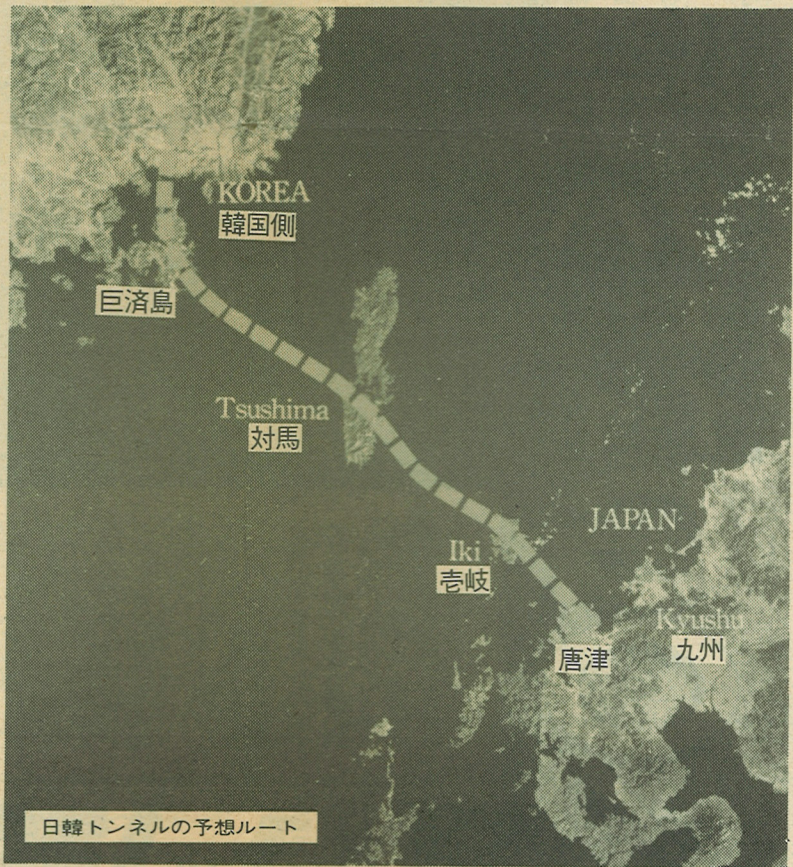 KOREA
韓国側
巨済島
Tsushima
対馬
JAPAN
Iki
壱岐
Kyushu
九州
唐津
日韓トンネルの予想ルート